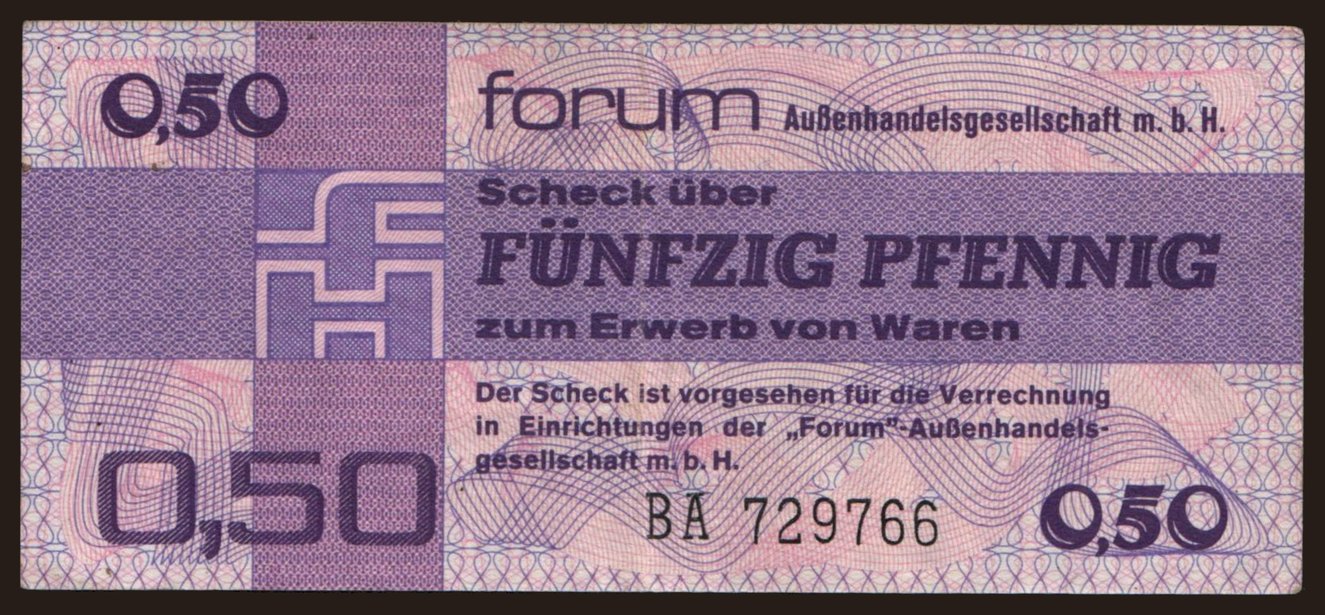 0,50
forum Außenhandelsgesellschaft m. b. H.
Scheck über
FÜNFZIG PFENNIG
zum Erwerb von Waren
Der Scheck ist vorgesehen für die Verrechnung
in Einrichtungen der „Forum”-Außenhandels-
gesellschaft m. b. H.
0,50
BA 729766
0,50